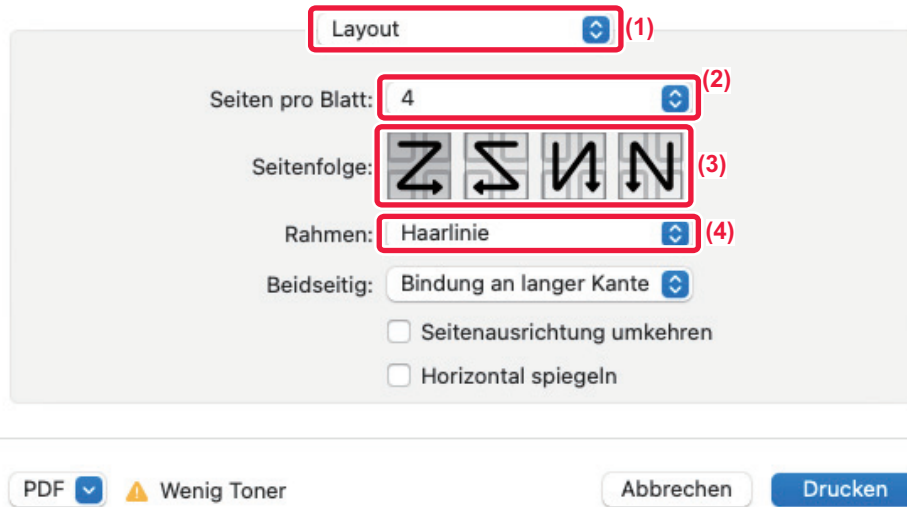 Layout (1)
(2)
Seiten pro Blatt: 4
Seitenfolge: (3)
Rahmen: Haarlinie (4)
Beidseitig: Bindung an langer Kante
Seitenausrichtung umkehren
Horizontal spiegeln
PDF Wenig Toner Abbrechen Drucken